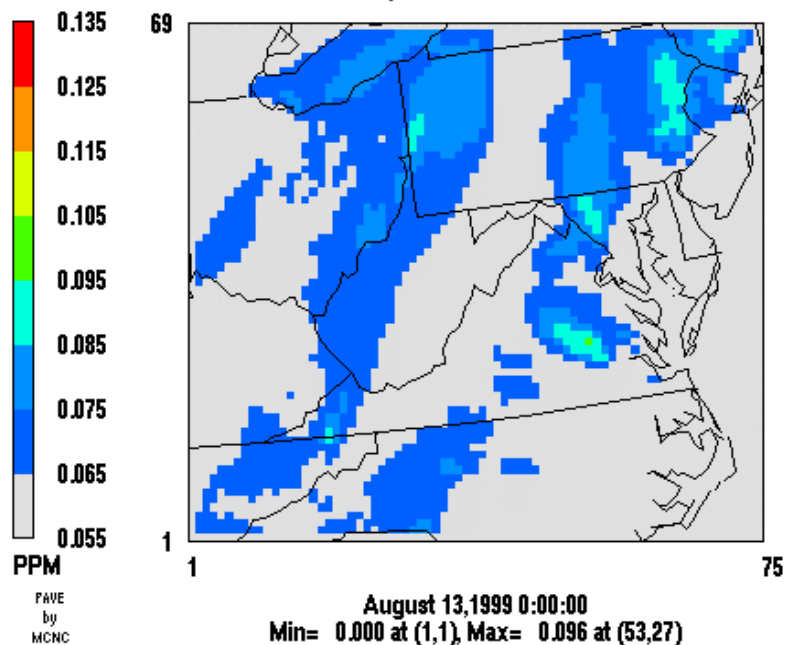 0.135
0.125
0.115
0.105
0.095
0.085
0.075
0.065
0.055
PPM
PAVE
by
MCNC
69
1
1
75
August 13,1999 0:00:00
Min= 0.000 at (1,1), Max= 0.096 at (53,27)